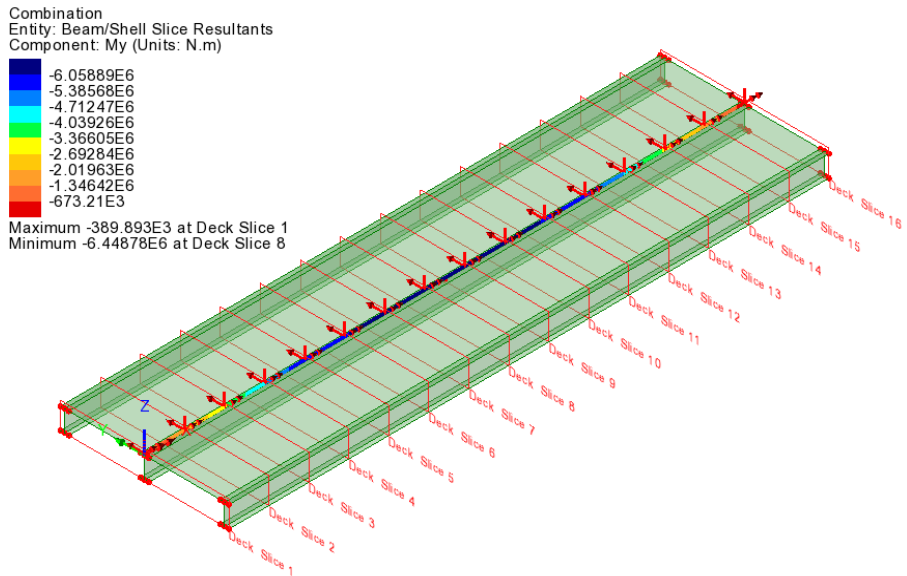 Combination
Entity: Beam/Shell Slice Resultants
Component: My (Units: N.m)
-6.05889E6
-5.38568E6
-4.71247E6
-4.03926E6
-3.36605E6
-2.69284E6
-2.01963E6
-1.34642E6
-673.21E3
Maximum -389.893E3 at Deck Slice 1
Minimum -6.44878E6 at Deck Slice 8
Deck Slice 16
Deck Slice 15
Deck Slice 14
Deck Slice 13
Deck Slice 12
Deck Slice 11
Deck Slice 10
Deck Slice 9
Deck Slice 8
Deck Slice 7
Z
Y
Deck Slice 6
Deck Slice 5
Deck Slice 4
Deck Slice 3
Deck Slice 2
Deck Slice 1